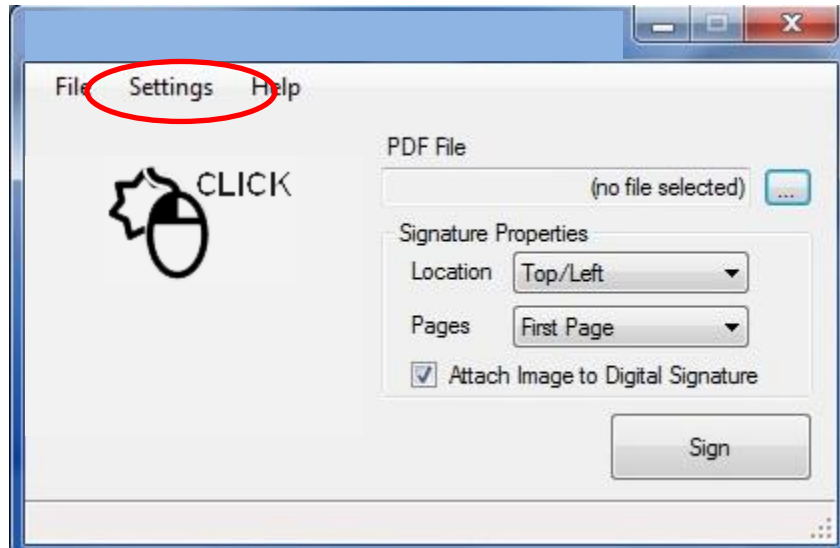 File Settings Help
CLICK
PDF File
(no file selected) ...
Signature Properties
Location Top/Left
Pages First Page
Attach Image to Digital Signature
Sign